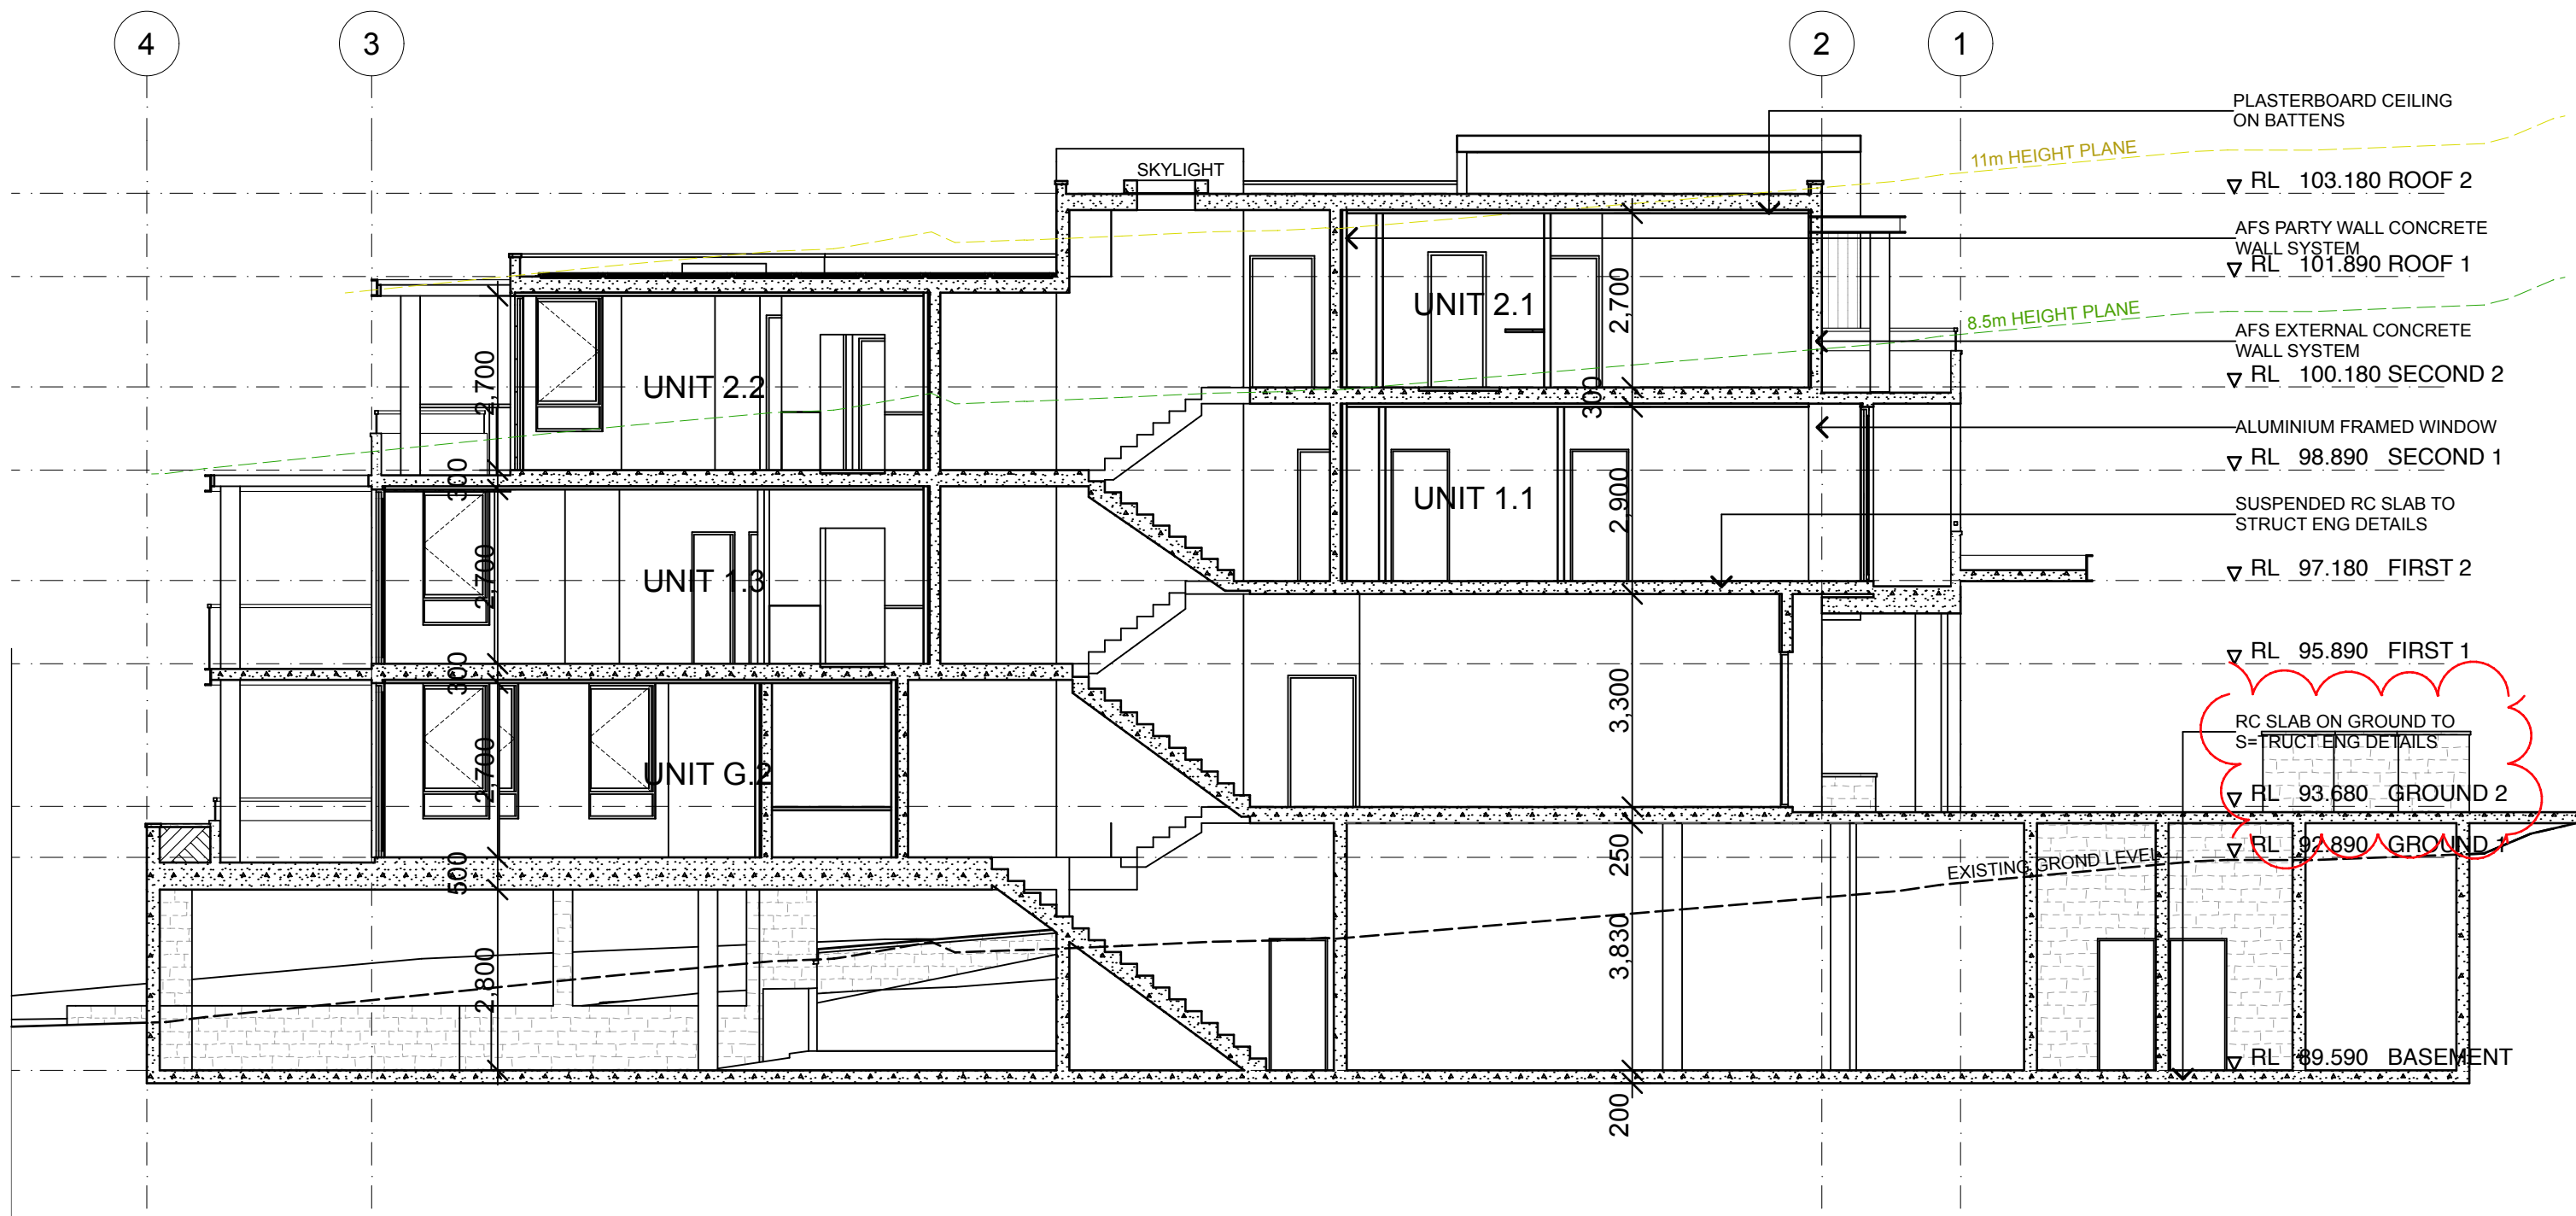 4
3
2
1
PLASTERBOARD CEILING
ON BATTENS
11m HEIGHT PLANE
SKYLIGHT
RL 103.180 ROOF 2
AFS PARTY WALL CONCRETE
WALL SYSTEM
RL 101.890 ROOF 1
UNIT 2.1
2,700
8.5m HEIGHT PLANE
AFS EXTERNAL CONCRETE
WALL SYSTEM
2,700
UNIT 2.2
300
RL 100.180 SECOND 2
ALUMINIUM FRAMED WINDOW
RL 98.890 SECOND 1
300
UNIT 1.1
2,900
SUSPENDED RC SLAB TO
STRUCT ENG DETAILS
2,700
UNIT 1.3
RL 97.180 FIRST 2
RL 95.890 FIRST 1
300
3,300
RC SLAB ON GROUND TO
S=TRUCT ENG DETAILS
2,700
UNIT G.2
RL 93.680 GROUND 2
500
250
RL 92.890 GROUND 1
EXISTING GROND LEVEL
2,800
3,830
RL 89.590 BASEMENT
200